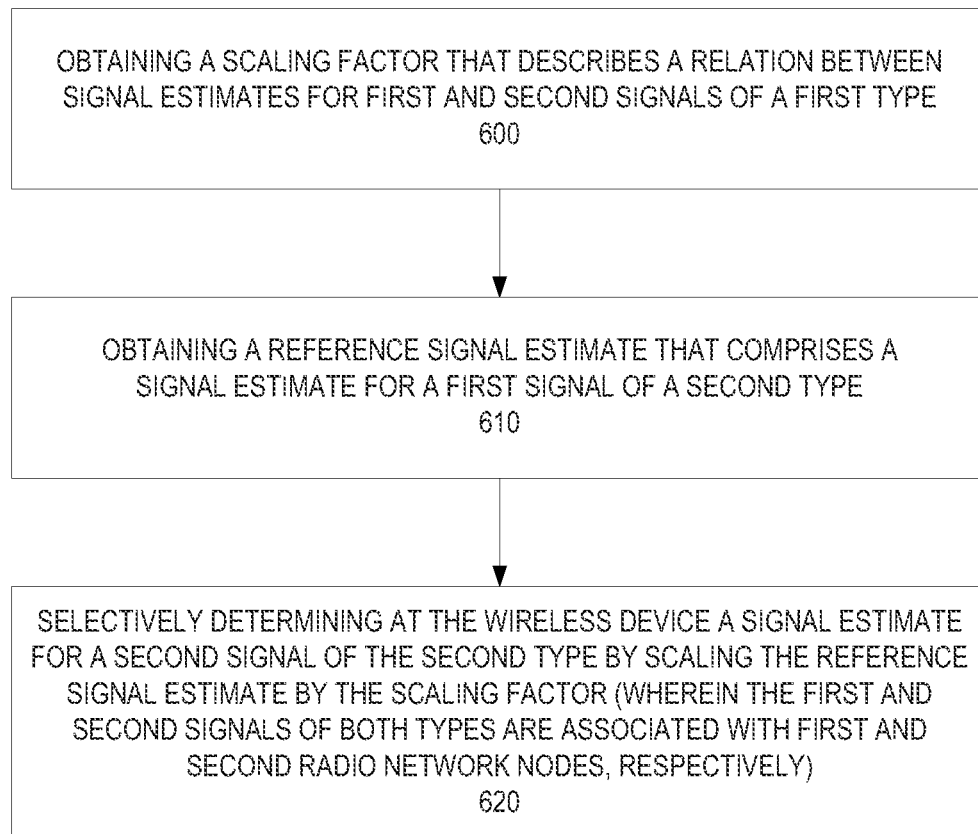 OBTAINING A SCALING FACTOR THAT DESCRIBES A RELATION BETWEEN
SIGNAL ESTIMATES FOR FIRST AND SECOND SIGNALS OF A FIRST TYPE
600
OBTAINING A REFERENCE SIGNAL ESTIMATE THAT COMPRISES A
SIGNAL ESTIMATE FOR A FIRST SIGNAL OF A SECOND TYPE
610
SELECTIVELY DETERMINING AT THE WIRELESS DEVICE A SIGNAL ESTIMATE
FOR A SECOND SIGNAL OF THE SECOND TYPE BY SCALING THE REFERENCE
SIGNAL ESTIMATE BY THE SCALING FACTOR (WHEREIN THE FIRST AND
SECOND SIGNALS OF BOTH TYPES ARE ASSOCIATED WITH FIRST AND
SECOND RADIO NETWORK NODES, RESPECTIVELY)
620